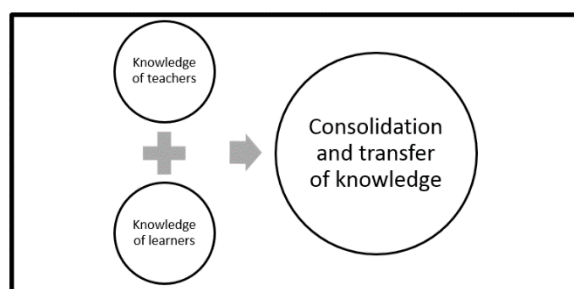 Knowledge
of teachers
Knowledge
of learners
Consolidation
and transfer
of knowledge